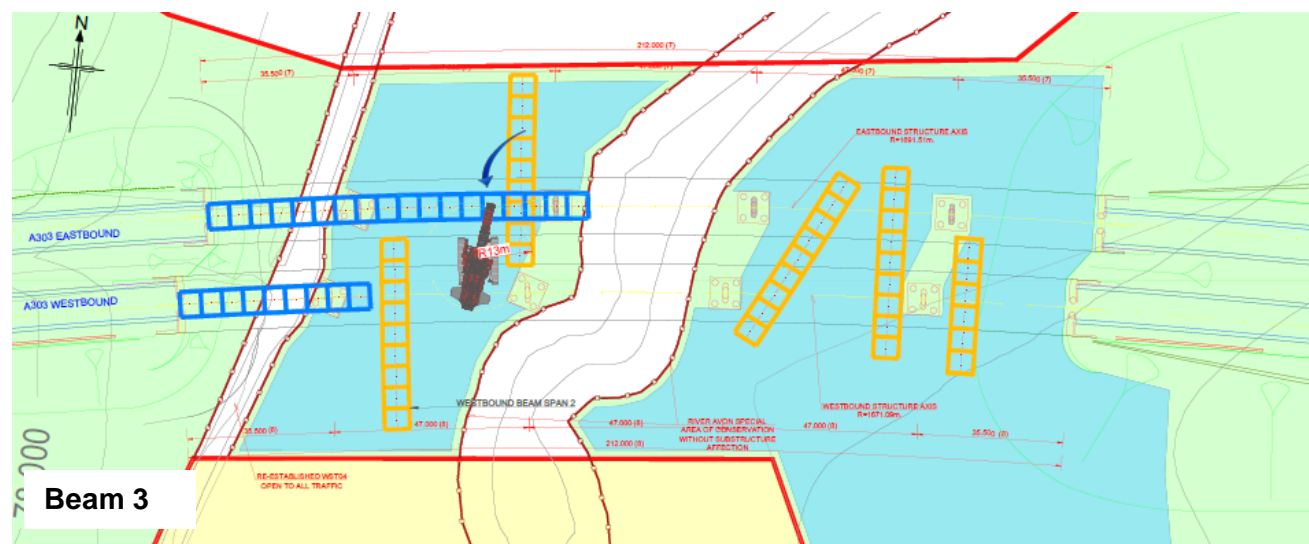 N
212.000 (7)
35.500 (7)
47.000 (7)
35.500 (7)
EASTBOUND STRUCTURE AXIS
R=1691.51m.
A303 EASTBOUND
R13m
A303 WESTBOUND
WESTBOUND BEAM SPAN 2
WESTBOUND STRUCTURE AXIS
R=1671.09m.
35.500 (8)
47.000 (8)
47.000 (8)
47.000 (8)
35.500 (8)
RIVER AVON SPECIAL
AREA OF CONSERVATION
WITHOUT SUBSTRUCTURE
AFFECTION
212.000 (8)
RE-ESTABLISHED WST04
OPEN TO ALL TRAFFIC
Beam 3